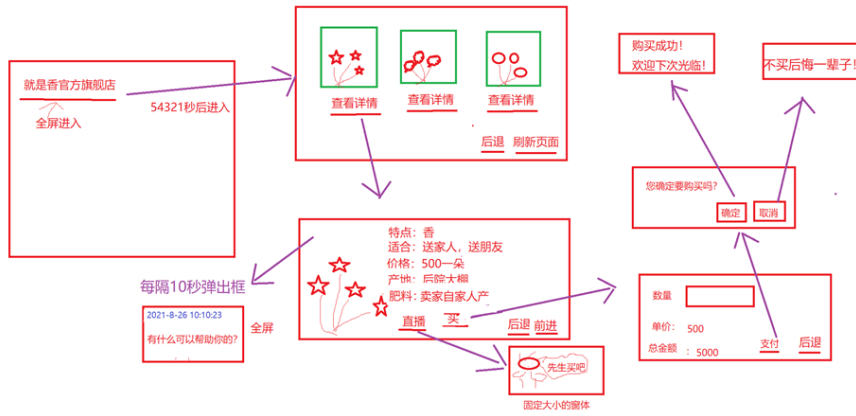 就是香官方旗舰店
全屏进入
54321秒后进入
查看详情
查看详情
查看详情
后退
刷新页面
特点：香
适合：送家人，送朋友
价格：500一朵
产地：后院大棚
肥料：卖家自家人产
直播
买
后退
前进
每隔10秒弹出框
2021-8-26 10:10:23
有什么可以帮助你的?
全屏
先生买吧
固定大小的窗体
数量
单价： 500
总金额 ：5000
支付
后退
您确定要购买吗?
确定
取消
购买成功!
欢迎下次光临!
不买后悔一辈子!